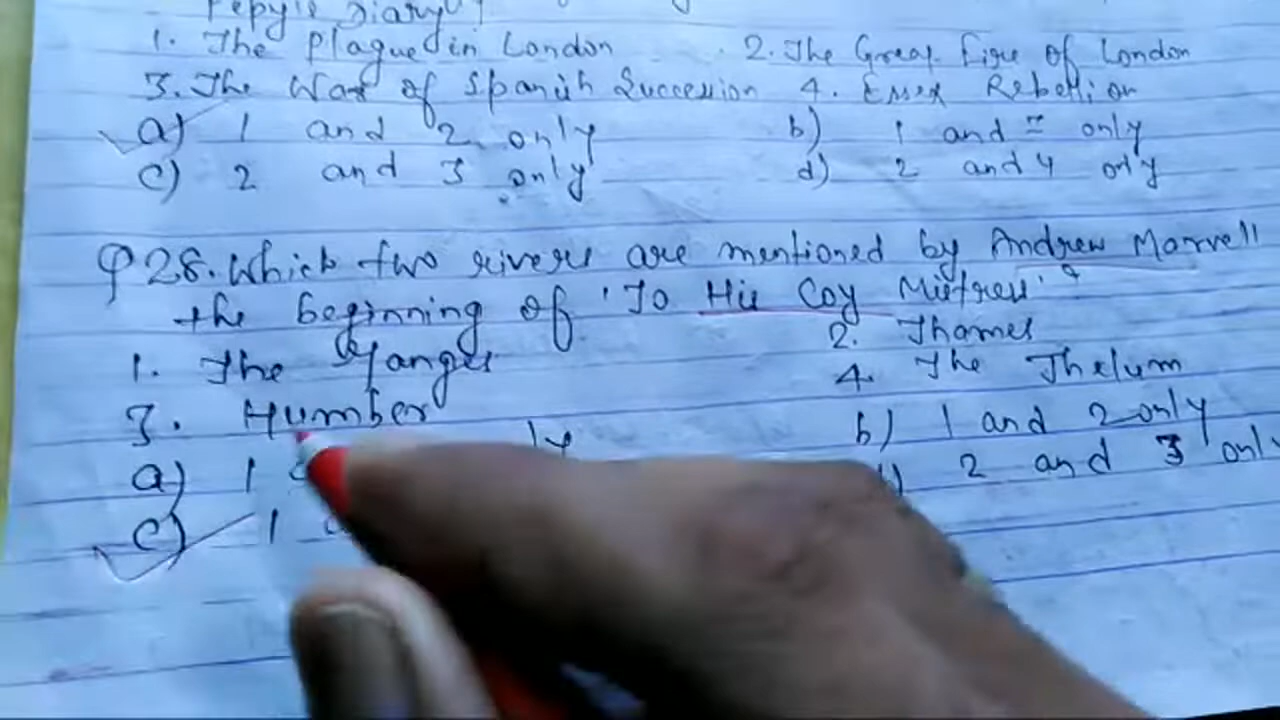 Pepy's Diary?
1. The Plague in London 2. The Great Fire of London
3. The War of Spanish Succession 4. Essex Rebellion
a) 1 and 2 only b) 1 and 3 only
c) 2 and 3 only d) 2 and 4 only
Q28. Which two rivers are mentioned by Andrew Marvell
the beginning of 'To His Coy Mistress'?
1. The Ganges 2. Thames
3. Humber 4. The Jhelum
a) 1 ly b) 1 and 2 only
c) 1 d) 2 and 3 only